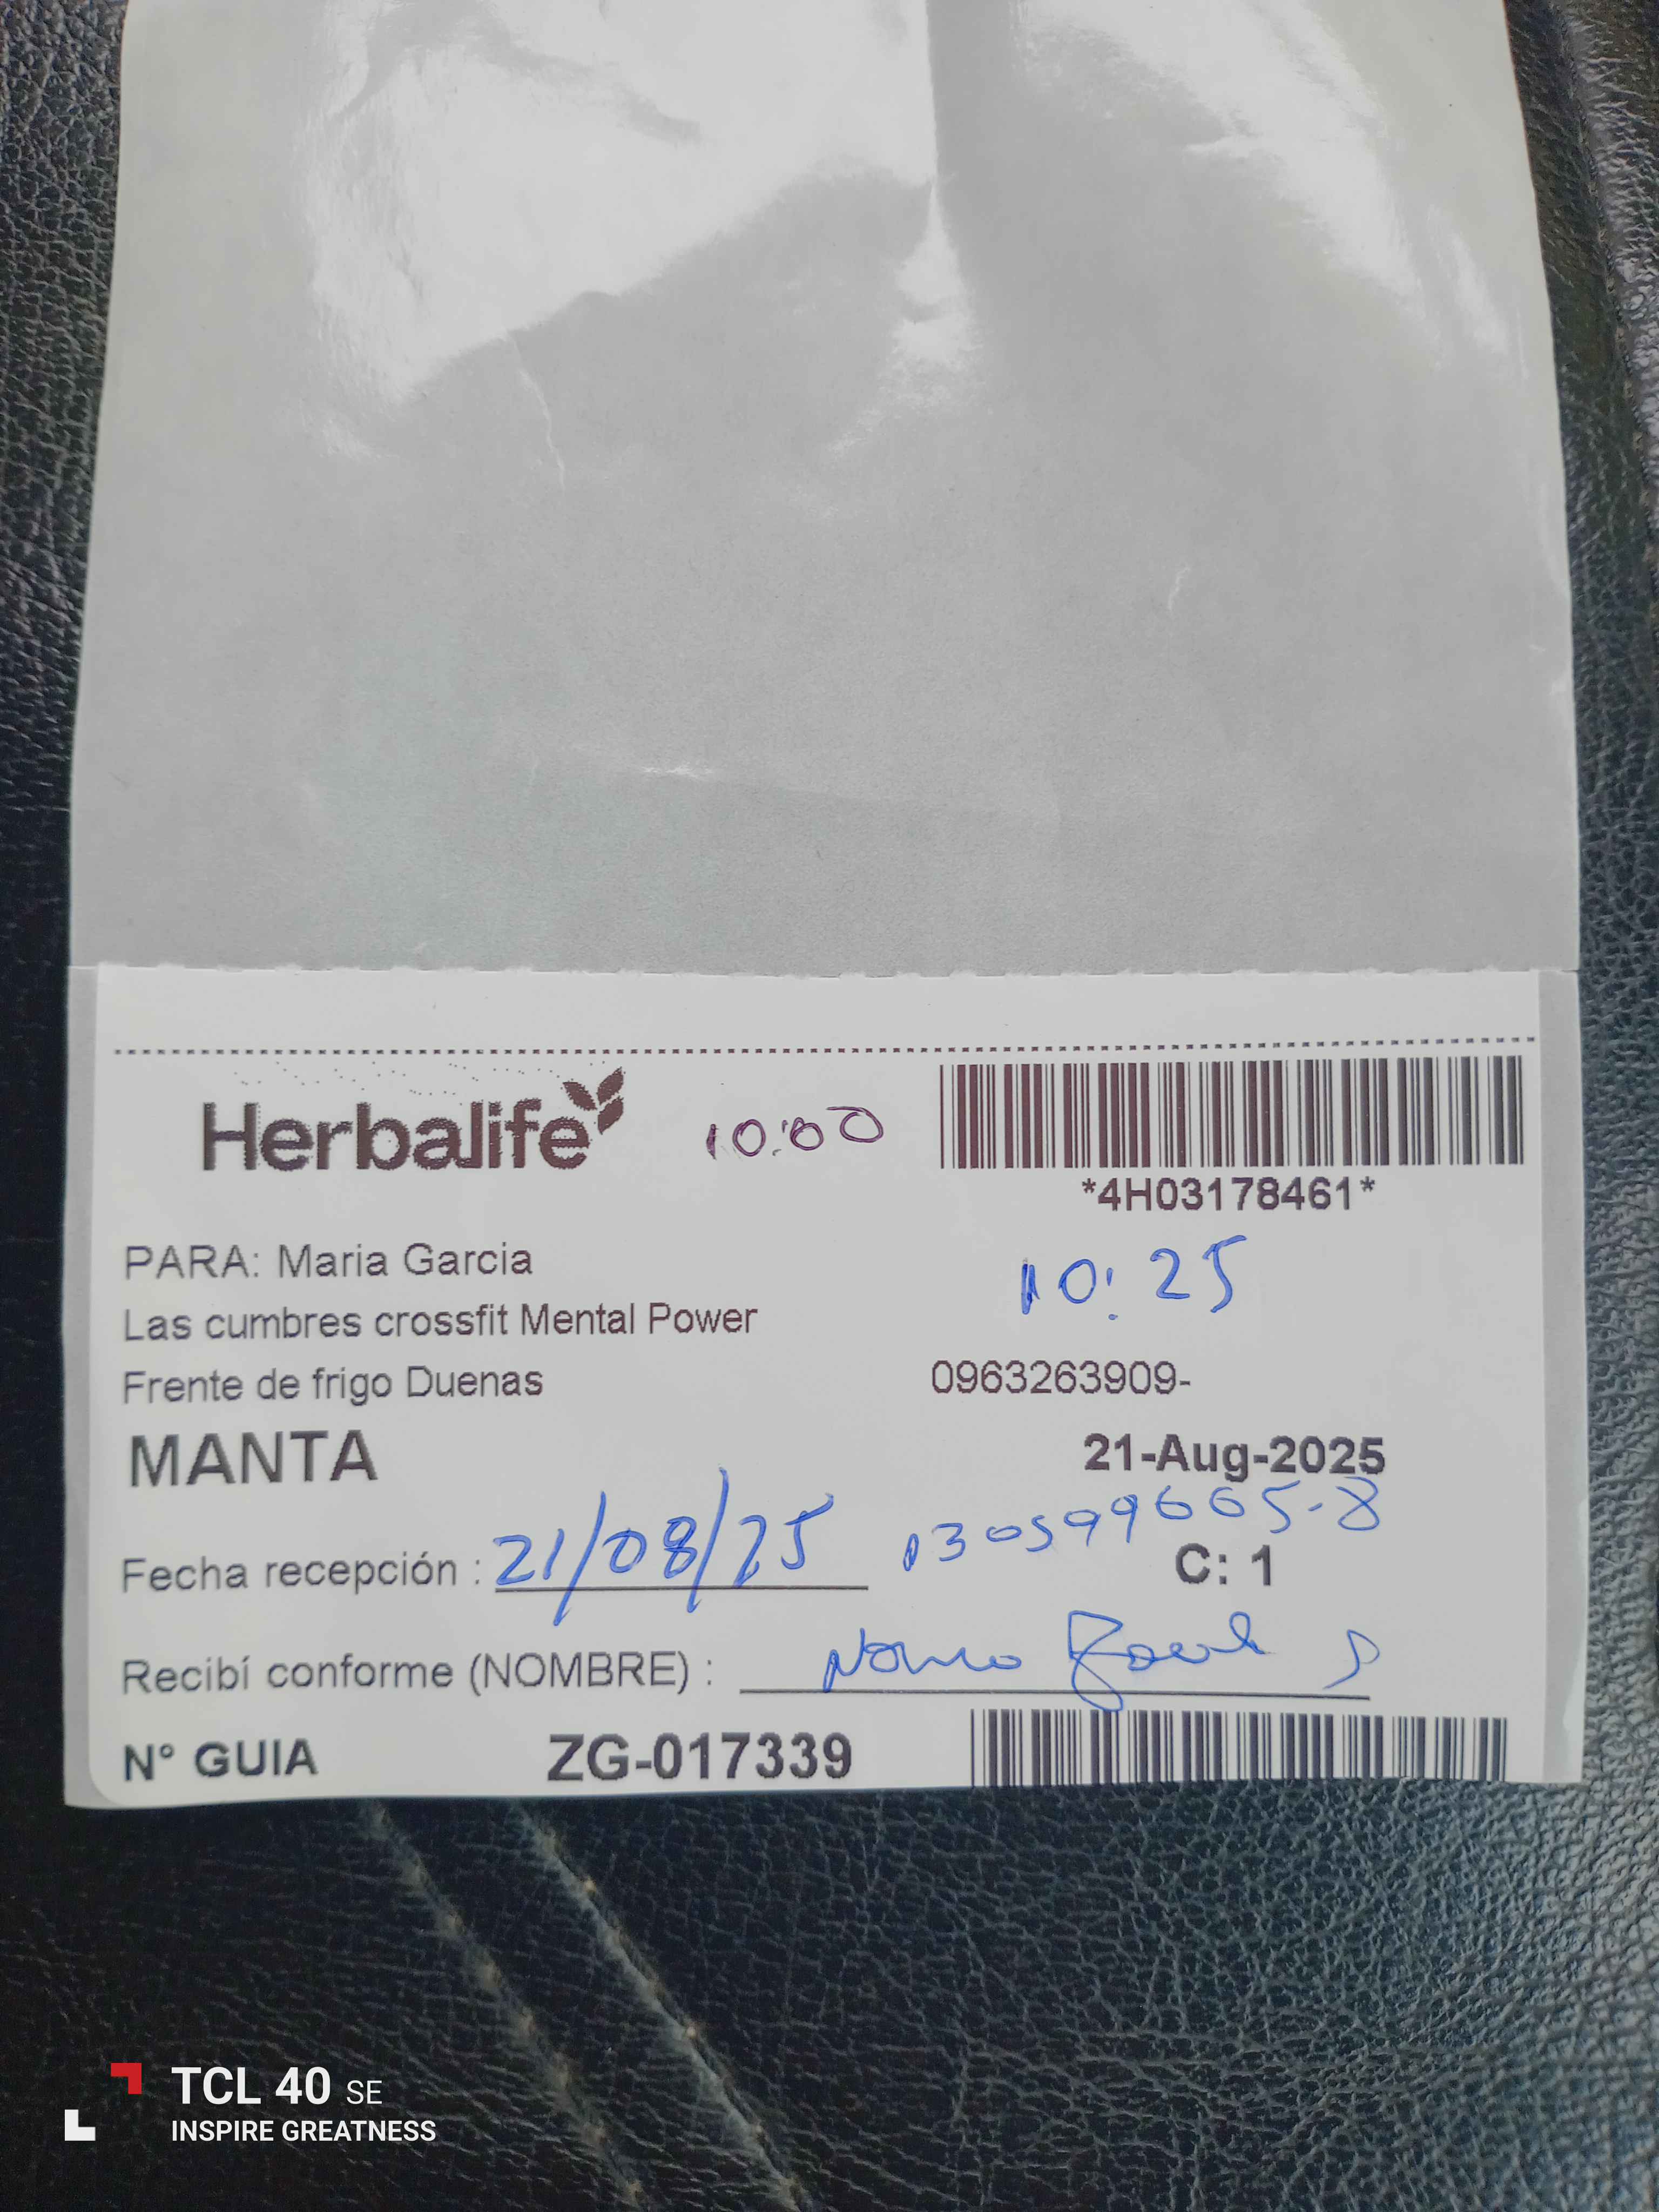 Herbalife 10:00
*4H03178461*
PARA: Maria Garcia
10:25
Las cumbres crossfit Mental Power
Frente de frigo Duenas 0963263909-
MANTA 21-Aug-2025
130599665-8
Fecha recepción : 21/08/25
C: 1
Recibí conforme (NOMBRE) :
N° GUIA ZG-017339
TCL 40 SE
INSPIRE GREATNESS